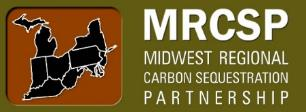 MRCSP
MIDWEST REGIONAL
CARBON SEQUESTRATION
PARTNERSHIP